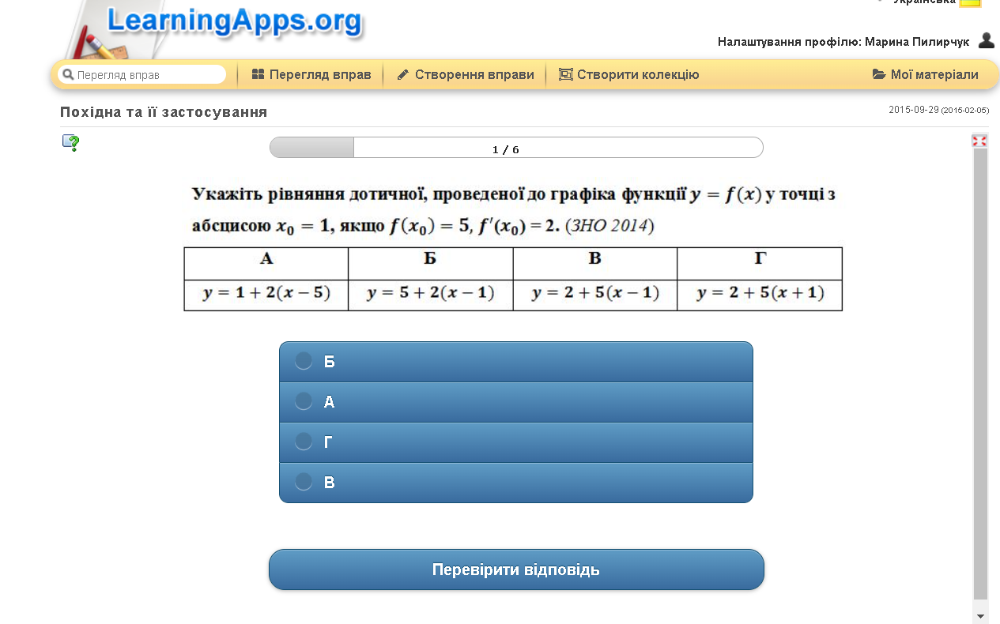 Українська
LearningApps.org
Налаштування профілю: Марина Пилирчук
Перегляд вправ
Перегляд вправ
Створення вправи
Створити колекцію
Мої матеріали
Похідна та її застосування
2015-09-29 (2015-02-05)
1 / 6
Укажіть рівняння дотичної, проведеної до графіка функції y = f(x) у точці з
абсцисою x₀ = 1, якщо f(x₀) = 5, f′(x₀) = 2. (ЗНО 2014)
А Б В Г
y = 1 + 2(x − 5) y = 5 + 2(x − 1) y = 2 + 5(x − 1) y = 2 + 5(x + 1)
Б
А
Г
В
Перевірити відповідь